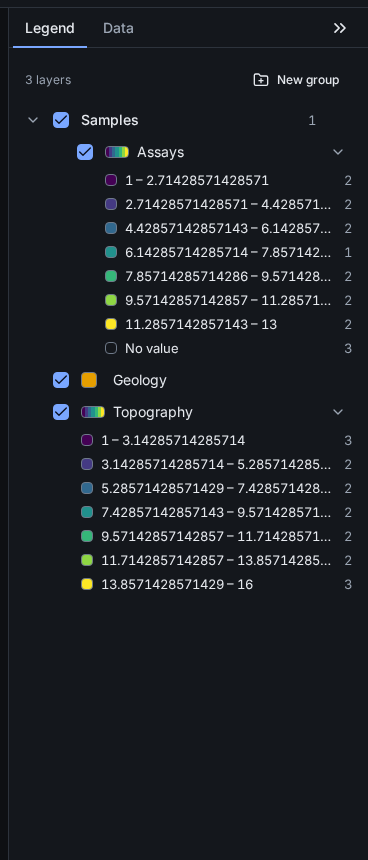 Legend Data
3 layers New group
Samples 1
Assays
1 – 2.71428571428571 2
2.71428571428571 – 4.428571... 2
4.42857142857143 – 6.142857... 2
6.14285714285714 – 7.857142... 1
7.85714285714286 – 9.571428... 2
9.57142857142857 – 11.28571... 2
11.2857142857143 – 13 2
No value 3
Geology
Topography
1 – 3.14285714285714 3
3.14285714285714 – 5.285714285... 2
5.28571428571429 – 7.428571428... 2
7.42857142857143 – 9.571428571... 2
9.57142857142857 – 11.71428571... 2
11.7142857142857 – 13.85714285... 2
13.8571428571429 – 16 3